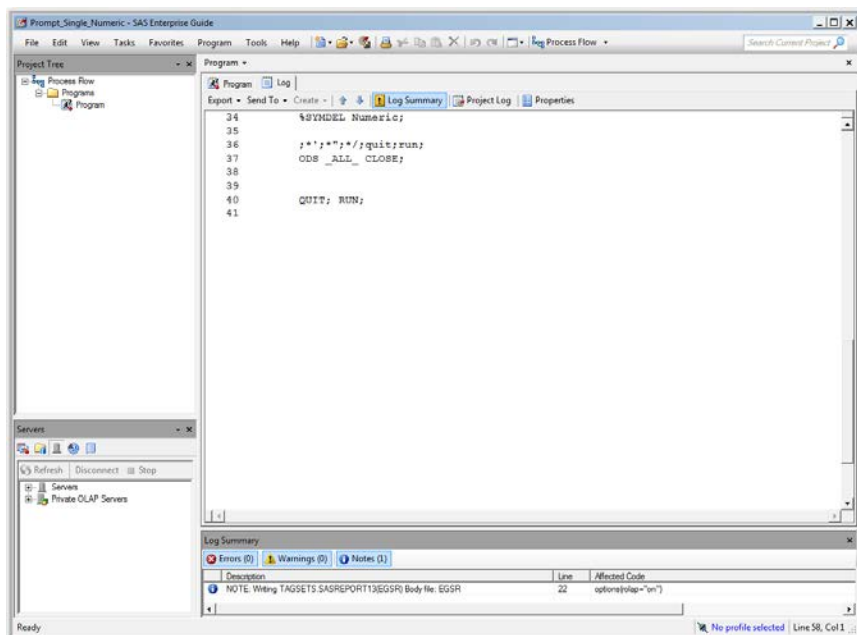 Prompt_Single_Numeric - SAS Enterprise Guide
File Edit View Tasks Favorites Program Tools Help Process Flow Search Current Project
Project Tree
Process Flow
Programs
Program
Program
Program Log
Export Send To Create Log Summary Project Log Properties
34 %SYMDEL Numeric;
35
36 ;*';*";*/;quit;run;
37 ODS _ALL_ CLOSE;
38
39
40 QUIT; RUN;
41
Servers
Refresh Disconnect Stop
Servers
Private OLAP Servers
Log Summary
Errors (0) Warnings (0) Notes (1)
Description Line Affected Code
NOTE: Writing TAGSETS.SASREPORT13(EGSR) Body file: EGSR 22 options(rolap="on")
No profile selected Line 58, Col 1